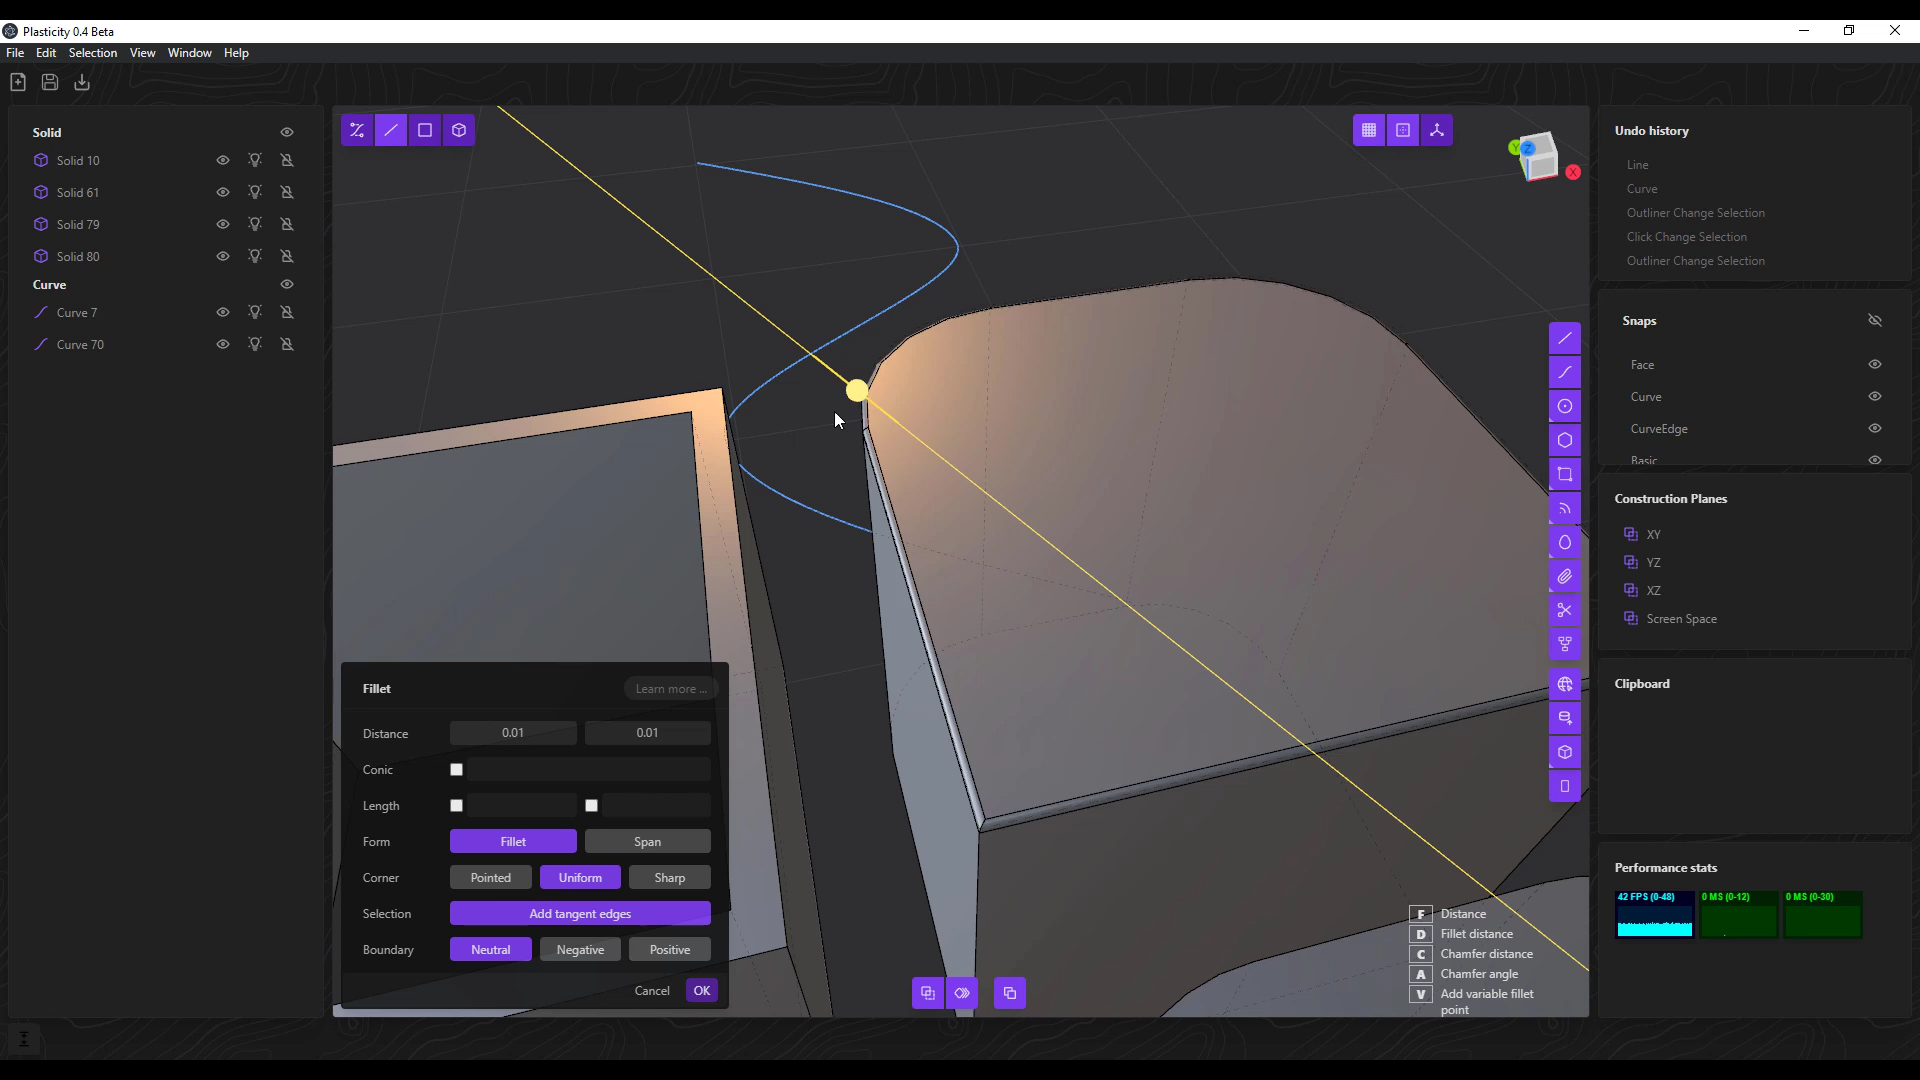 Plasticity 0.4 Beta
File Edit Selection View Window Help
Solid
Solid 10
Solid 61
Solid 79
Solid 80
Curve
Curve 7
Curve 70
Y
Z
X
Undo history
Line
Curve
Outliner Change Selection
Click Change Selection
Outliner Change Selection
Snaps
Face
Curve
CurveEdge
Basic
Construction Planes
XY
YZ
XZ
Screen Space
Clipboard
Performance stats
42 FPS (0-48) 0 MS (0-12) 0 MS (0-30)
Fillet Learn more ...
Distance 0.01 0.01
Conic
Length
Form Fillet Span
Corner Pointed Uniform Sharp
Selection Add tangent edges
Boundary Neutral Negative Positive
Cancel OK
F Distance
D Fillet distance
C Chamfer distance
A Chamfer angle
V Add variable fillet
point